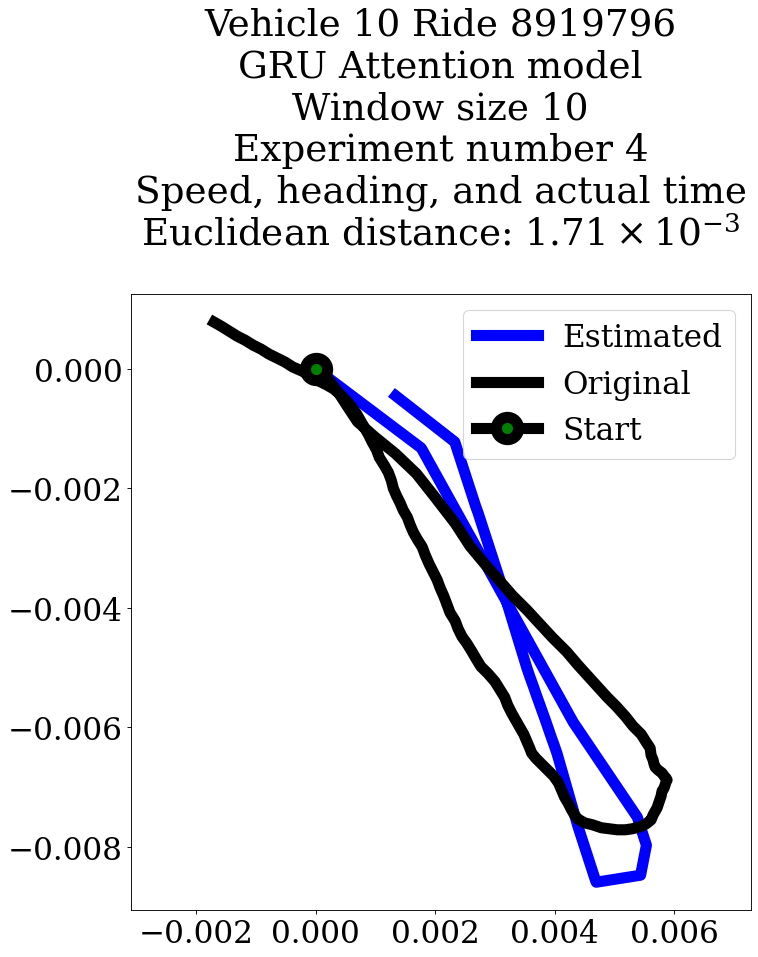 Vehicle 10 Ride 8919796
GRU Attention model
Window size 10
Experiment number 4
Speed, heading, and actual time
Euclidean distance: 1.71 × 10⁻³
Estimated
Original
Start
0.000
−0.002
−0.004
−0.006
−0.008
−0.002 0.000 0.002 0.004 0.006